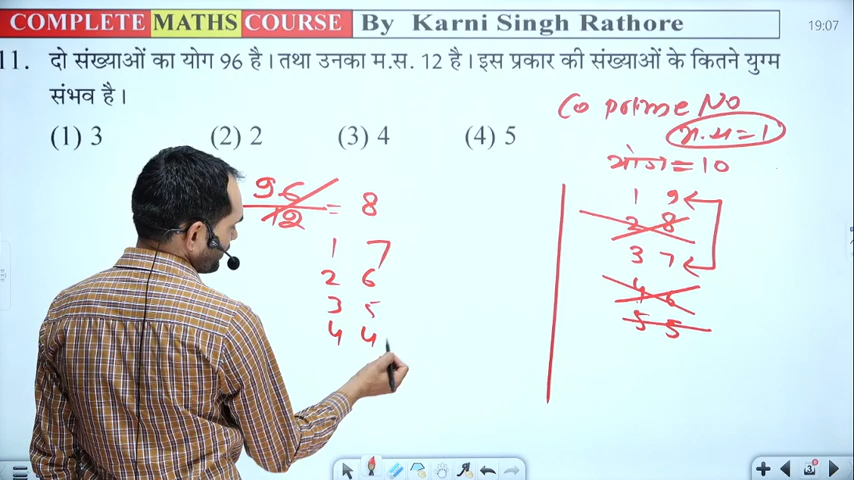 COMPLETE MATHS COURSE By Karni Singh Rathore
19:07
11. दो संख्याओं का योग 96 है। तथा उनका म.स. 12 है। इस प्रकार की संख्याओं के कितने युग्म
संभव है।
(1) 3 (2) 2 (3) 4 (4) 5
Co prime No
म.स = 1
योग = 10
1 9
2 8
3 7
4 6
5 5
96/12 = 8
1 7
2 6
3 5
4 4
3